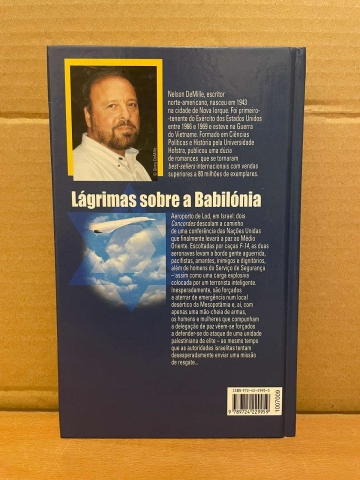 Nelson DeMille, escritor
norte-americano, nasceu em 1943
na cidade de Nova Iorque. Foi primeiro-
-tenente do Exército dos Estados Unidos
entre 1966 e 1969 e esteve na Guerra
do Vietname. Formado em Ciências
Políticas e História pela Universidade
Hofstra, publicou uma dúzia
de romances que se tornaram
best-sellers internacionais com vendas
superiores a 80 milhões de exemplares.
Lágrimas sobre a Babilónia
Aeroporto de Lod, em Israel: dois
Concordes descolam a caminho
de uma conferência das Nações Unidas
que finalmente levará a paz ao Médio
Oriente. Escoltadas por caças F-14, as duas
aeronaves levam a bordo gente aguerrida,
pacifistas, amantes, inimigos e dignitários,
além de homens do Serviço de Segurança
– assim como uma carga explosiva
colocada por um terrorista inteligente.
Inesperadamente, são forçados
a aterrar de emergência num local
desértico da Mesopotâmia e, aí, com
apenas uma mão-cheia de armas,
os homens e mulheres que compunham
a delegação de paz vêem-se forçados
a defender-se do ataque de uma unidade
palestiniana de elite – ao mesmo tempo
que as autoridades israelitas tentam
desesperadamente enviar uma missão
de resgate...
9 789724 229959
1007009